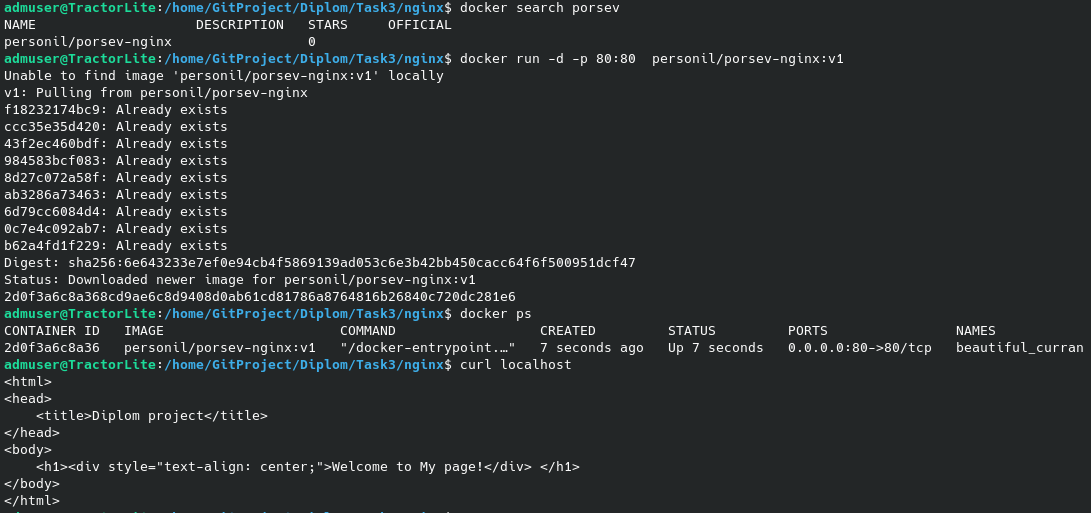 admuser@TractorLite:/home/GitProject/Diplom/Task3/nginx$ docker search porsev
NAME                    DESCRIPTION   STARS     OFFICIAL
personil/porsev-nginx                 0
admuser@TractorLite:/home/GitProject/Diplom/Task3/nginx$ docker run -d -p 80:80  personil/porsev-nginx:v1
Unable to find image 'personil/porsev-nginx:v1' locally
v1: Pulling from personil/porsev-nginx
f18232174bc9: Already exists
ccc35e35d420: Already exists
43f2ec460bdf: Already exists
984583bcf083: Already exists
8d27c072a58f: Already exists
ab3286a73463: Already exists
6d79cc6084d4: Already exists
0c7e4c092ab7: Already exists
b62a4fd1f229: Already exists
Digest: sha256:6e643233e7ef0e94cb4f5869139ad053c6e3b42bb450cacc64f6f500951dcf47
Status: Downloaded newer image for personil/porsev-nginx:v1
2d0f3a6c8a368cd9ae6c8d9408d0ab61cd81786a8764816b26840c720dc281e6
admuser@TractorLite:/home/GitProject/Diplom/Task3/nginx$ docker ps
CONTAINER ID   IMAGE                      COMMAND                  CREATED         STATUS         PORTS                NAMES
2d0f3a6c8a36   personil/porsev-nginx:v1   "/docker-entrypoint.…"   7 seconds ago   Up 7 seconds   0.0.0.0:80->80/tcp   beautiful_curran
admuser@TractorLite:/home/GitProject/Diplom/Task3/nginx$ curl localhost
<html>
<head>
    <title>Diplom project</title>
</head>
<body>
    <h1><div style="text-align: center;">Welcome to My page!</div> </h1>
</body>
</html>